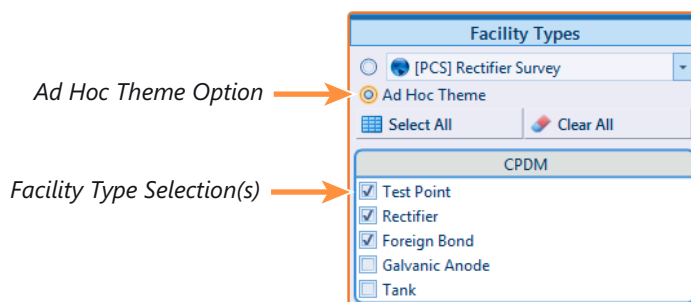 Facility Types
[PCS] Rectifier Survey
Ad Hoc Theme Option
Ad Hoc Theme
Select All
Clear All
CPDM
Facility Type Selection(s)
Test Point
Rectifier
Foreign Bond
Galvanic Anode
Tank